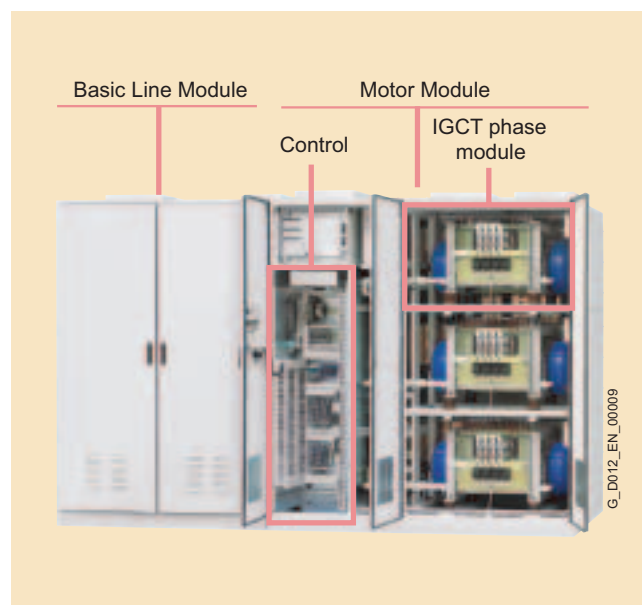 Basic Line Module
Motor Module
Control
IGCT phase
module
G_D012_EN_00009